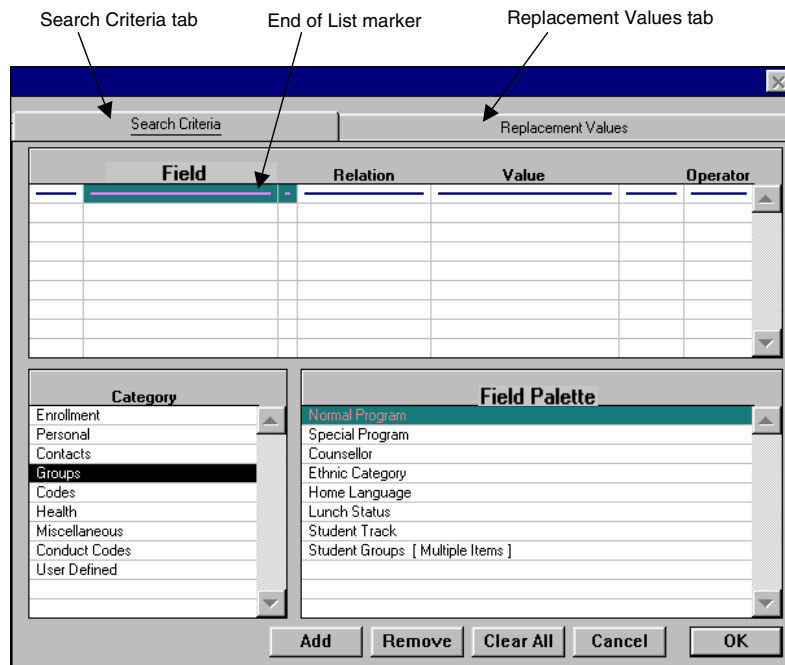 Search Criteria tab End of List marker Replacement Values tab
Search Criteria Replacement Values
Field Relation Value Operator
Category
Enrollment
Personal
Contacts
Groups
Codes
Health
Miscellaneous
Conduct Codes
User Defined
Field Palette
Normal Program
Special Program
Counsellor
Ethnic Category
Home Language
Lunch Status
Student Track
Student Groups [ Multiple Items ]
Add Remove Clear All Cancel OK